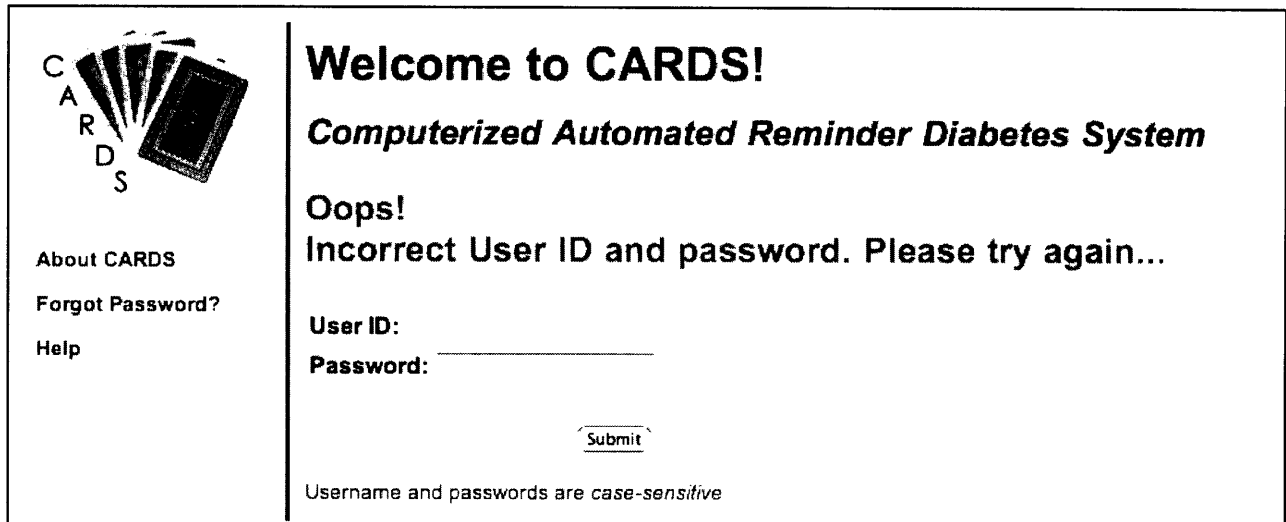 C
A
R
D
S
About CARDS
Forgot Password?
Help
Welcome to CARDS!
Computerized Automated Reminder Diabetes System
Oops!
Incorrect User ID and password. Please try again...
User ID:
Password:
Submit
Username and passwords are case-sensitive